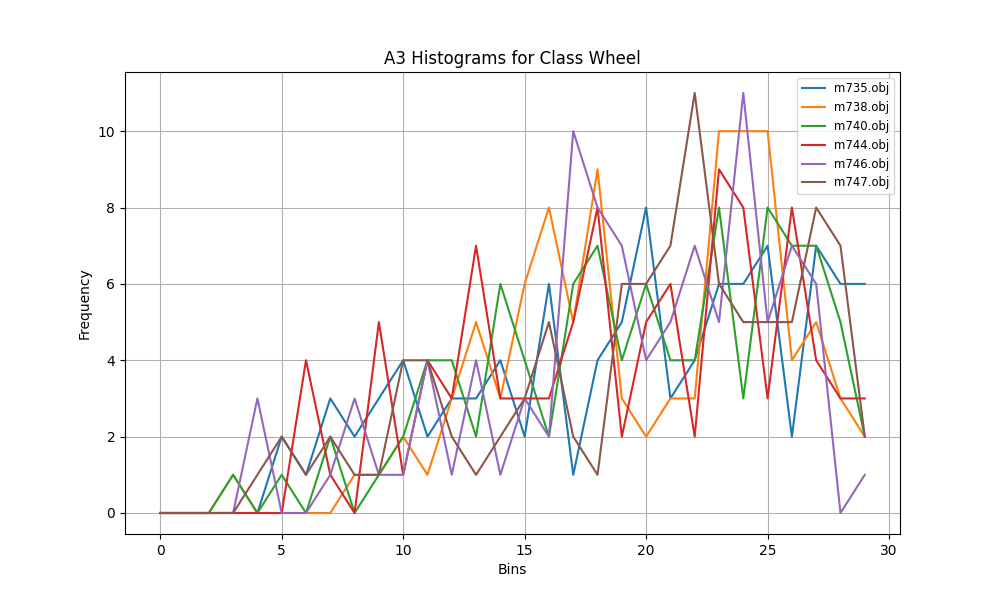 A3 Histograms for Class Wheel
m735.obj
m738.obj
m740.obj
m744.obj
m746.obj
m747.obj
Frequency
10
8
6
4
2
0
0 5 10 15 20 25 30
Bins